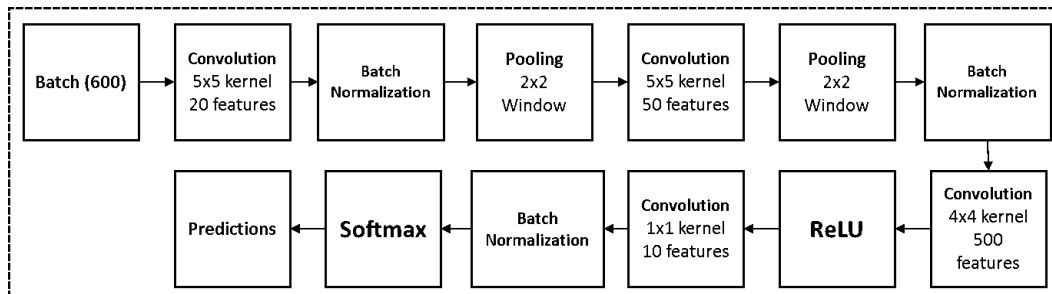 Batch (600)
Convolution
5x5 kernel
20 features
Batch
Normalization
Pooling
2x2
Window
Convolution
5x5 kernel
50 features
Pooling
2x2
Window
Batch
Normalization
Convolution
4x4 kernel
500
features
ReLU
Convolution
1x1 kernel
10 features
Batch
Normalization
Softmax
Predictions